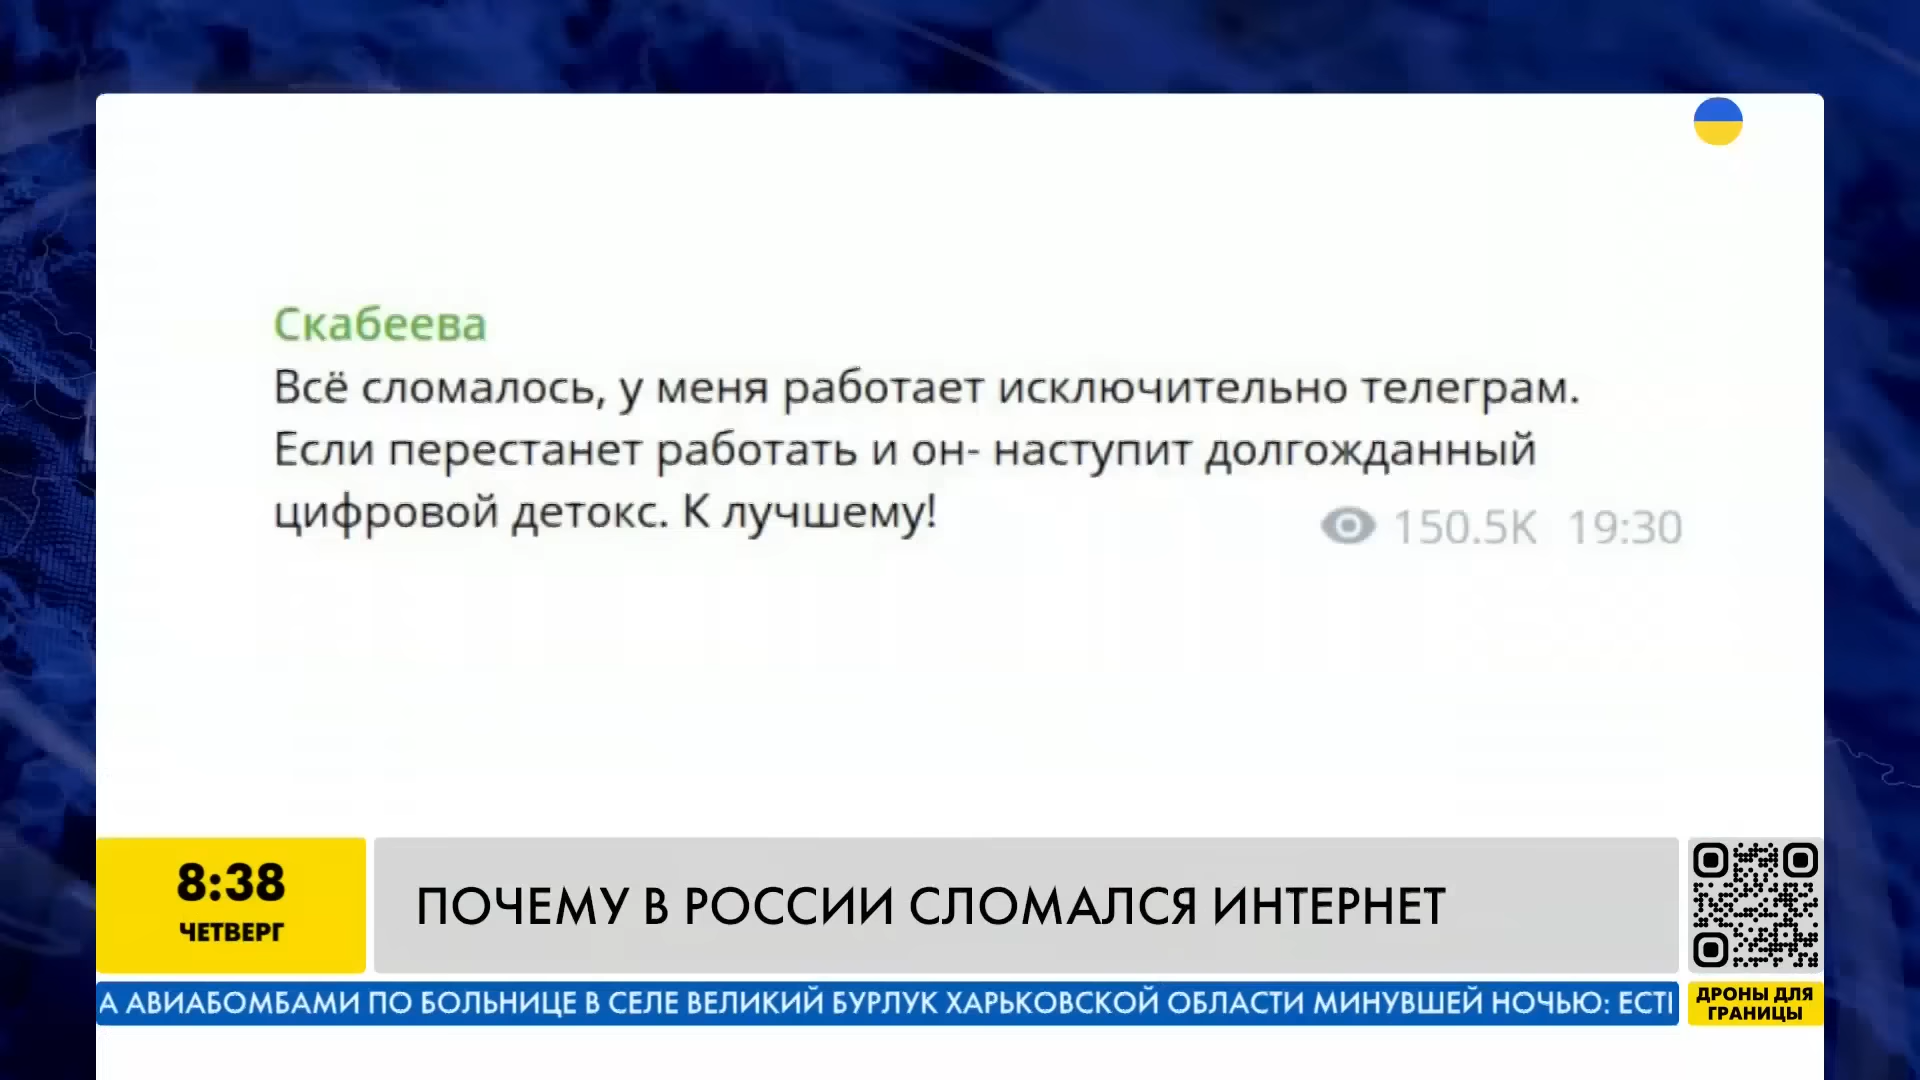 Скабеева
Всё сломалось, у меня работает исключительно телеграм.
Если перестанет работать и он- наступит долгожданный
цифровой детокс. К лучшему!
150.5K 19:30
8:38
ЧЕТВЕРГ
ПОЧЕМУ В РОССИИ СЛОМАЛСЯ ИНТЕРНЕТ
А АВИАБОМБАМИ ПО БОЛЬНИЦЕ В СЕЛЕ ВЕЛИКИЙ БУРЛУК ХАРЬКОВСКОЙ ОБЛАСТИ МИНУВШЕЙ НОЧЬЮ:
ДРОНЫ ДЛЯ
ГРАНИЦЫ